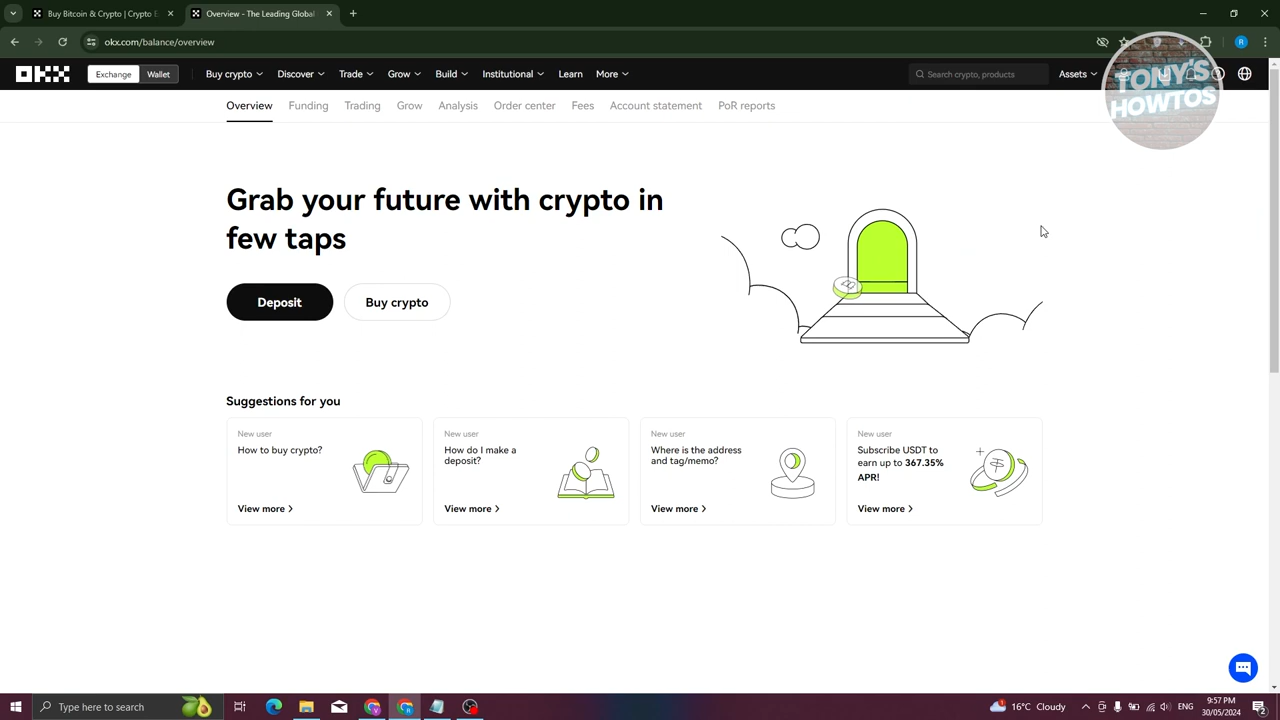 Buy Bitcoin & Crypto | Crypto E
Overview - The Leading Global
okx.com/balance/overview
R
OKX
Exchange
Wallet
Buy crypto
Discover
Trade
Grow
Build
Institutional
Learn
More
Search crypto, products
Assets
TONY'S
HOWTOS
Overview
Funding
Trading
Grow
Analysis
Order center
Fees
Account statement
PoR reports
Grab your future with crypto in
few taps
Deposit
Buy crypto
Suggestions for you
New user
How to buy crypto?
View more
New user
How do I make a
deposit?
View more
New user
Where is the address
and tag/memo?
View more
New user
Subscribe USDT to
earn up to 367.35%
APR!
View more
Type here to search
16°C Cloudy
ENG
9:57 PM
30/05/2024
2